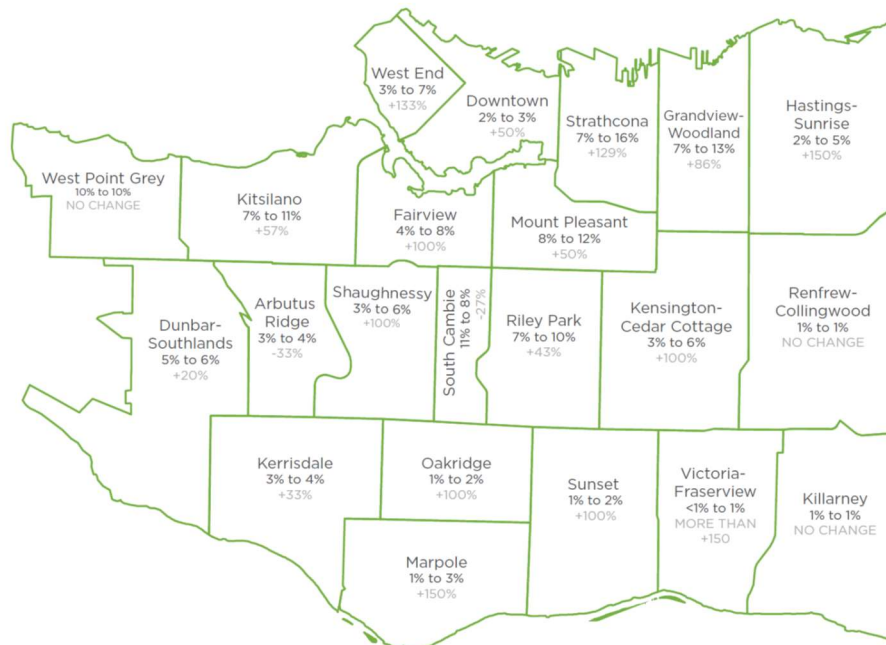 West End
3% to 7%
+133%
Downtown
2% to 3%
+50%
Strathcona
7% to 16%
+129%
Grandview-
Woodland
7% to 13%
+86%
Hastings-
Sunrise
2% to 5%
+150%
West Point Grey
10% to 10%
NO CHANGE
Kitsilano
7% to 11%
+57%
Fairview
4% to 8%
+100%
Mount Pleasant
8% to 12%
+50%
Dunbar-
Southlands
5% to 6%
+20%
Arbutus
Ridge
3% to 4%
-33%
Shaughnessy
3% to 6%
+100%
South Cambie
11% to 8%
-27%
Riley Park
7% to 10%
+43%
Kensington-
Cedar Cottage
3% to 6%
+100%
Renfrew-
Collingwood
1% to 1%
NO CHANGE
Kerrisdale
3% to 4%
+33%
Oakridge
1% to 2%
+100%
Sunset
1% to 2%
+100%
Victoria-
Fraserview
<1% to 1%
MORE THAN
+150
Killarney
1% to 1%
NO CHANGE
Marpole
1% to 3%
+150%